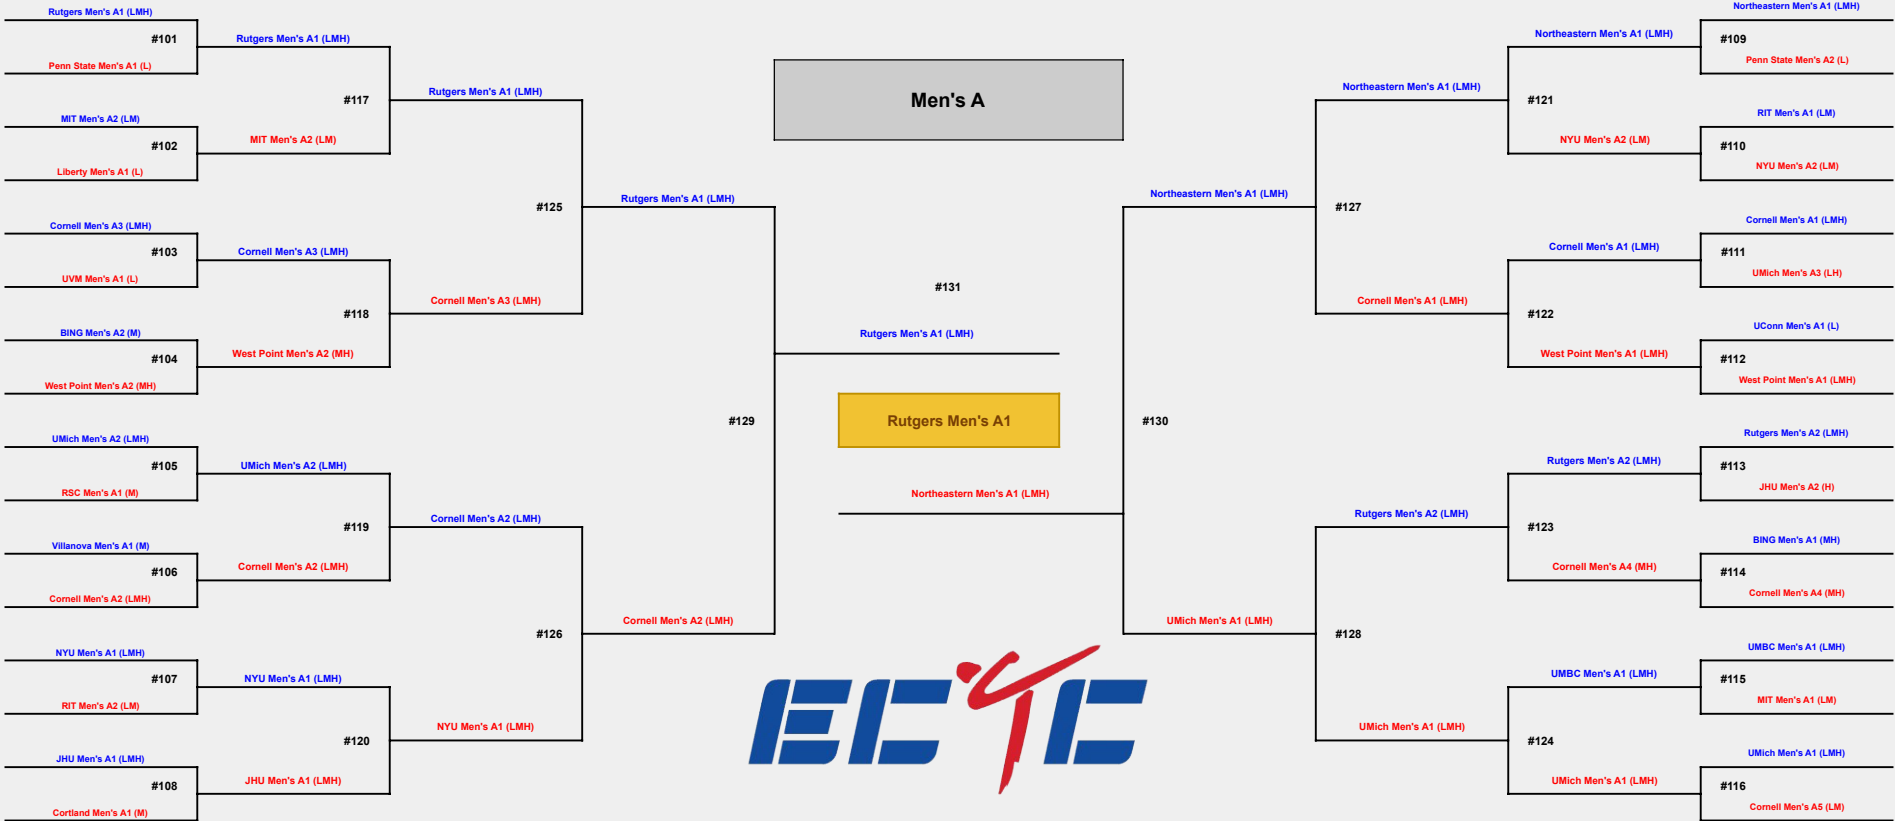 Rutgers Men's A1 (LMH)
#101
Penn State Men's A1 (L)
MIT Men's A2 (LM)
#102
Liberty Men's A1 (L)
Cornell Men's A3 (LMH)
#103
UVM Men's A1 (L)
BING Men's A2 (M)
#104
West Point Men's A2 (MH)
UMich Men's A2 (LMH)
#105
RSC Men's A1 (M)
Villanova Men's A1 (M)
#106
Cornell Men's A2 (LMH)
NYU Men's A1 (LMH)
#107
RIT Men's A2 (LM)
JHU Men's A1 (LMH)
#108
Cortland Men's A1 (M)
Rutgers Men's A1 (LMH)
#117
MIT Men's A2 (LM)
Cornell Men's A3 (LMH)
#118
West Point Men's A2 (MH)
UMich Men's A2 (LMH)
#119
Cornell Men's A2 (LMH)
NYU Men's A1 (LMH)
#120
JHU Men's A1 (LMH)
Rutgers Men's A1 (LMH)
#125
Cornell Men's A3 (LMH)
Cornell Men's A2 (LMH)
#126
NYU Men's A1 (LMH)
Rutgers Men's A1 (LMH)
#129
Cornell Men's A2 (LMH)
Men's A
#131
Rutgers Men's A1 (LMH)
Rutgers Men's A1
Northeastern Men's A1 (LMH)
ECTC
Northeastern Men's A1 (LMH)
#130
UMich Men's A1 (LMH)
Northeastern Men's A1 (LMH)
#127
Cornell Men's A1 (LMH)
Rutgers Men's A2 (LMH)
#128
UMich Men's A1 (LMH)
Northeastern Men's A1 (LMH)
#121
NYU Men's A2 (LM)
Cornell Men's A1 (LMH)
#122
West Point Men's A1 (LMH)
Rutgers Men's A2 (LMH)
#123
Cornell Men's A4 (MH)
UMBC Men's A1 (LMH)
#124
UMich Men's A1 (LMH)
Northeastern Men's A1 (LMH)
#109
Penn State Men's A2 (L)
RIT Men's A1 (LM)
#110
NYU Men's A2 (LM)
Cornell Men's A1 (LMH)
#111
UMich Men's A3 (LH)
UConn Men's A1 (L)
#112
West Point Men's A1 (LMH)
Rutgers Men's A2 (LMH)
#113
JHU Men's A2 (H)
BING Men's A1 (MH)
#114
Cornell Men's A4 (MH)
UMBC Men's A1 (LMH)
#115
MIT Men's A1 (LM)
UMich Men's A1 (LMH)
#116
Cornell Men's A5 (LM)